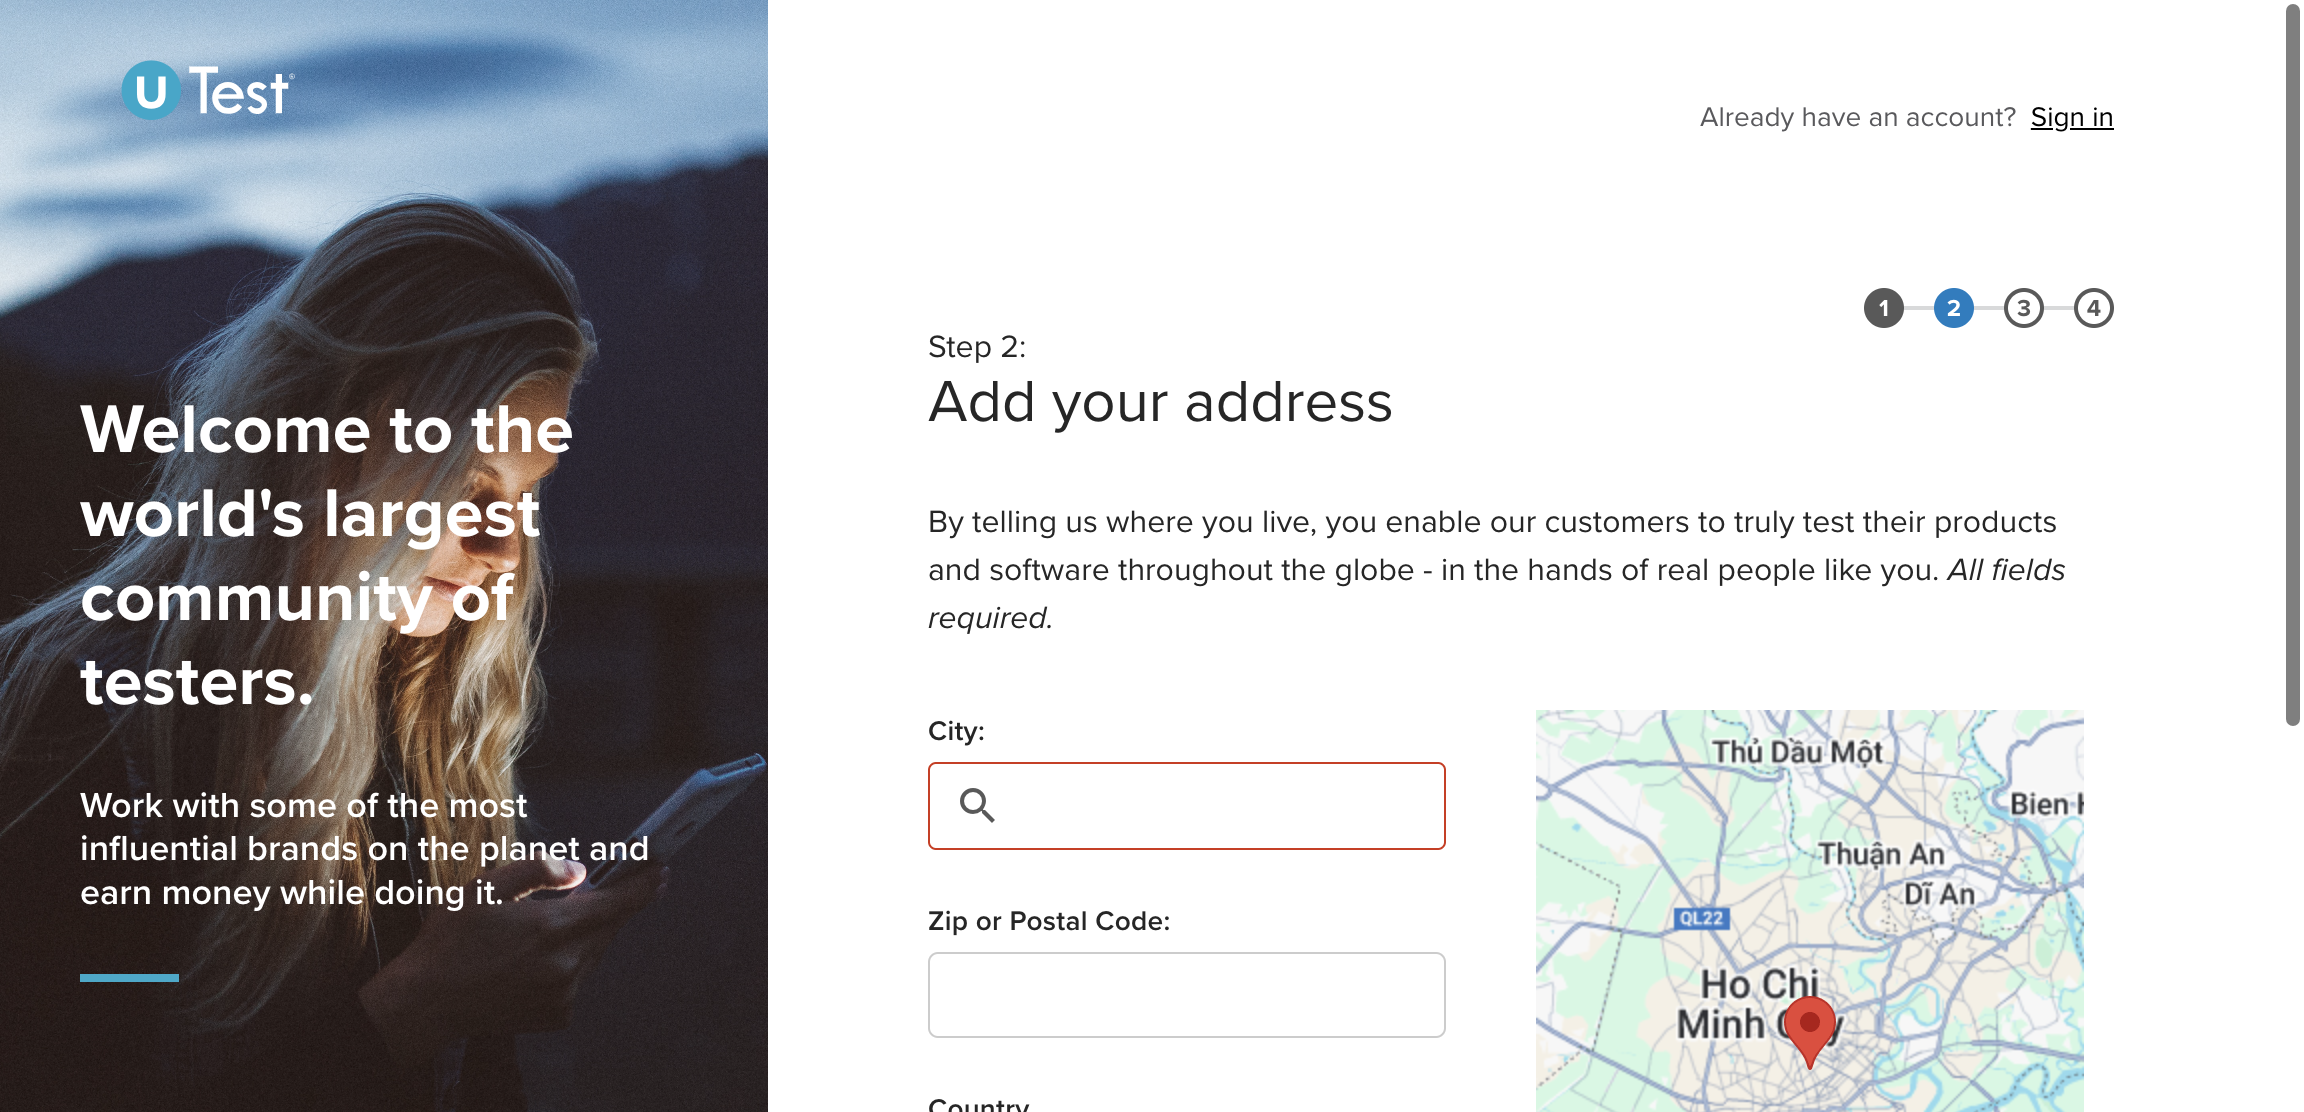 U Test®
Welcome to the
world's largest
community of
testers.
Work with some of the most
influential brands on the planet and
earn money while doing it.
Already have an account? Sign in
1 2 3 4
Step 2:
Add your address
By telling us where you live, you enable our customers to truly test their products
and software throughout the globe - in the hands of real people like you. All fields
required.
City:
Zip or Postal Code:
Country
Thủ Dầu Một
Bien
Thuận An
Dĩ An
QL22
Ho Chi
Minh